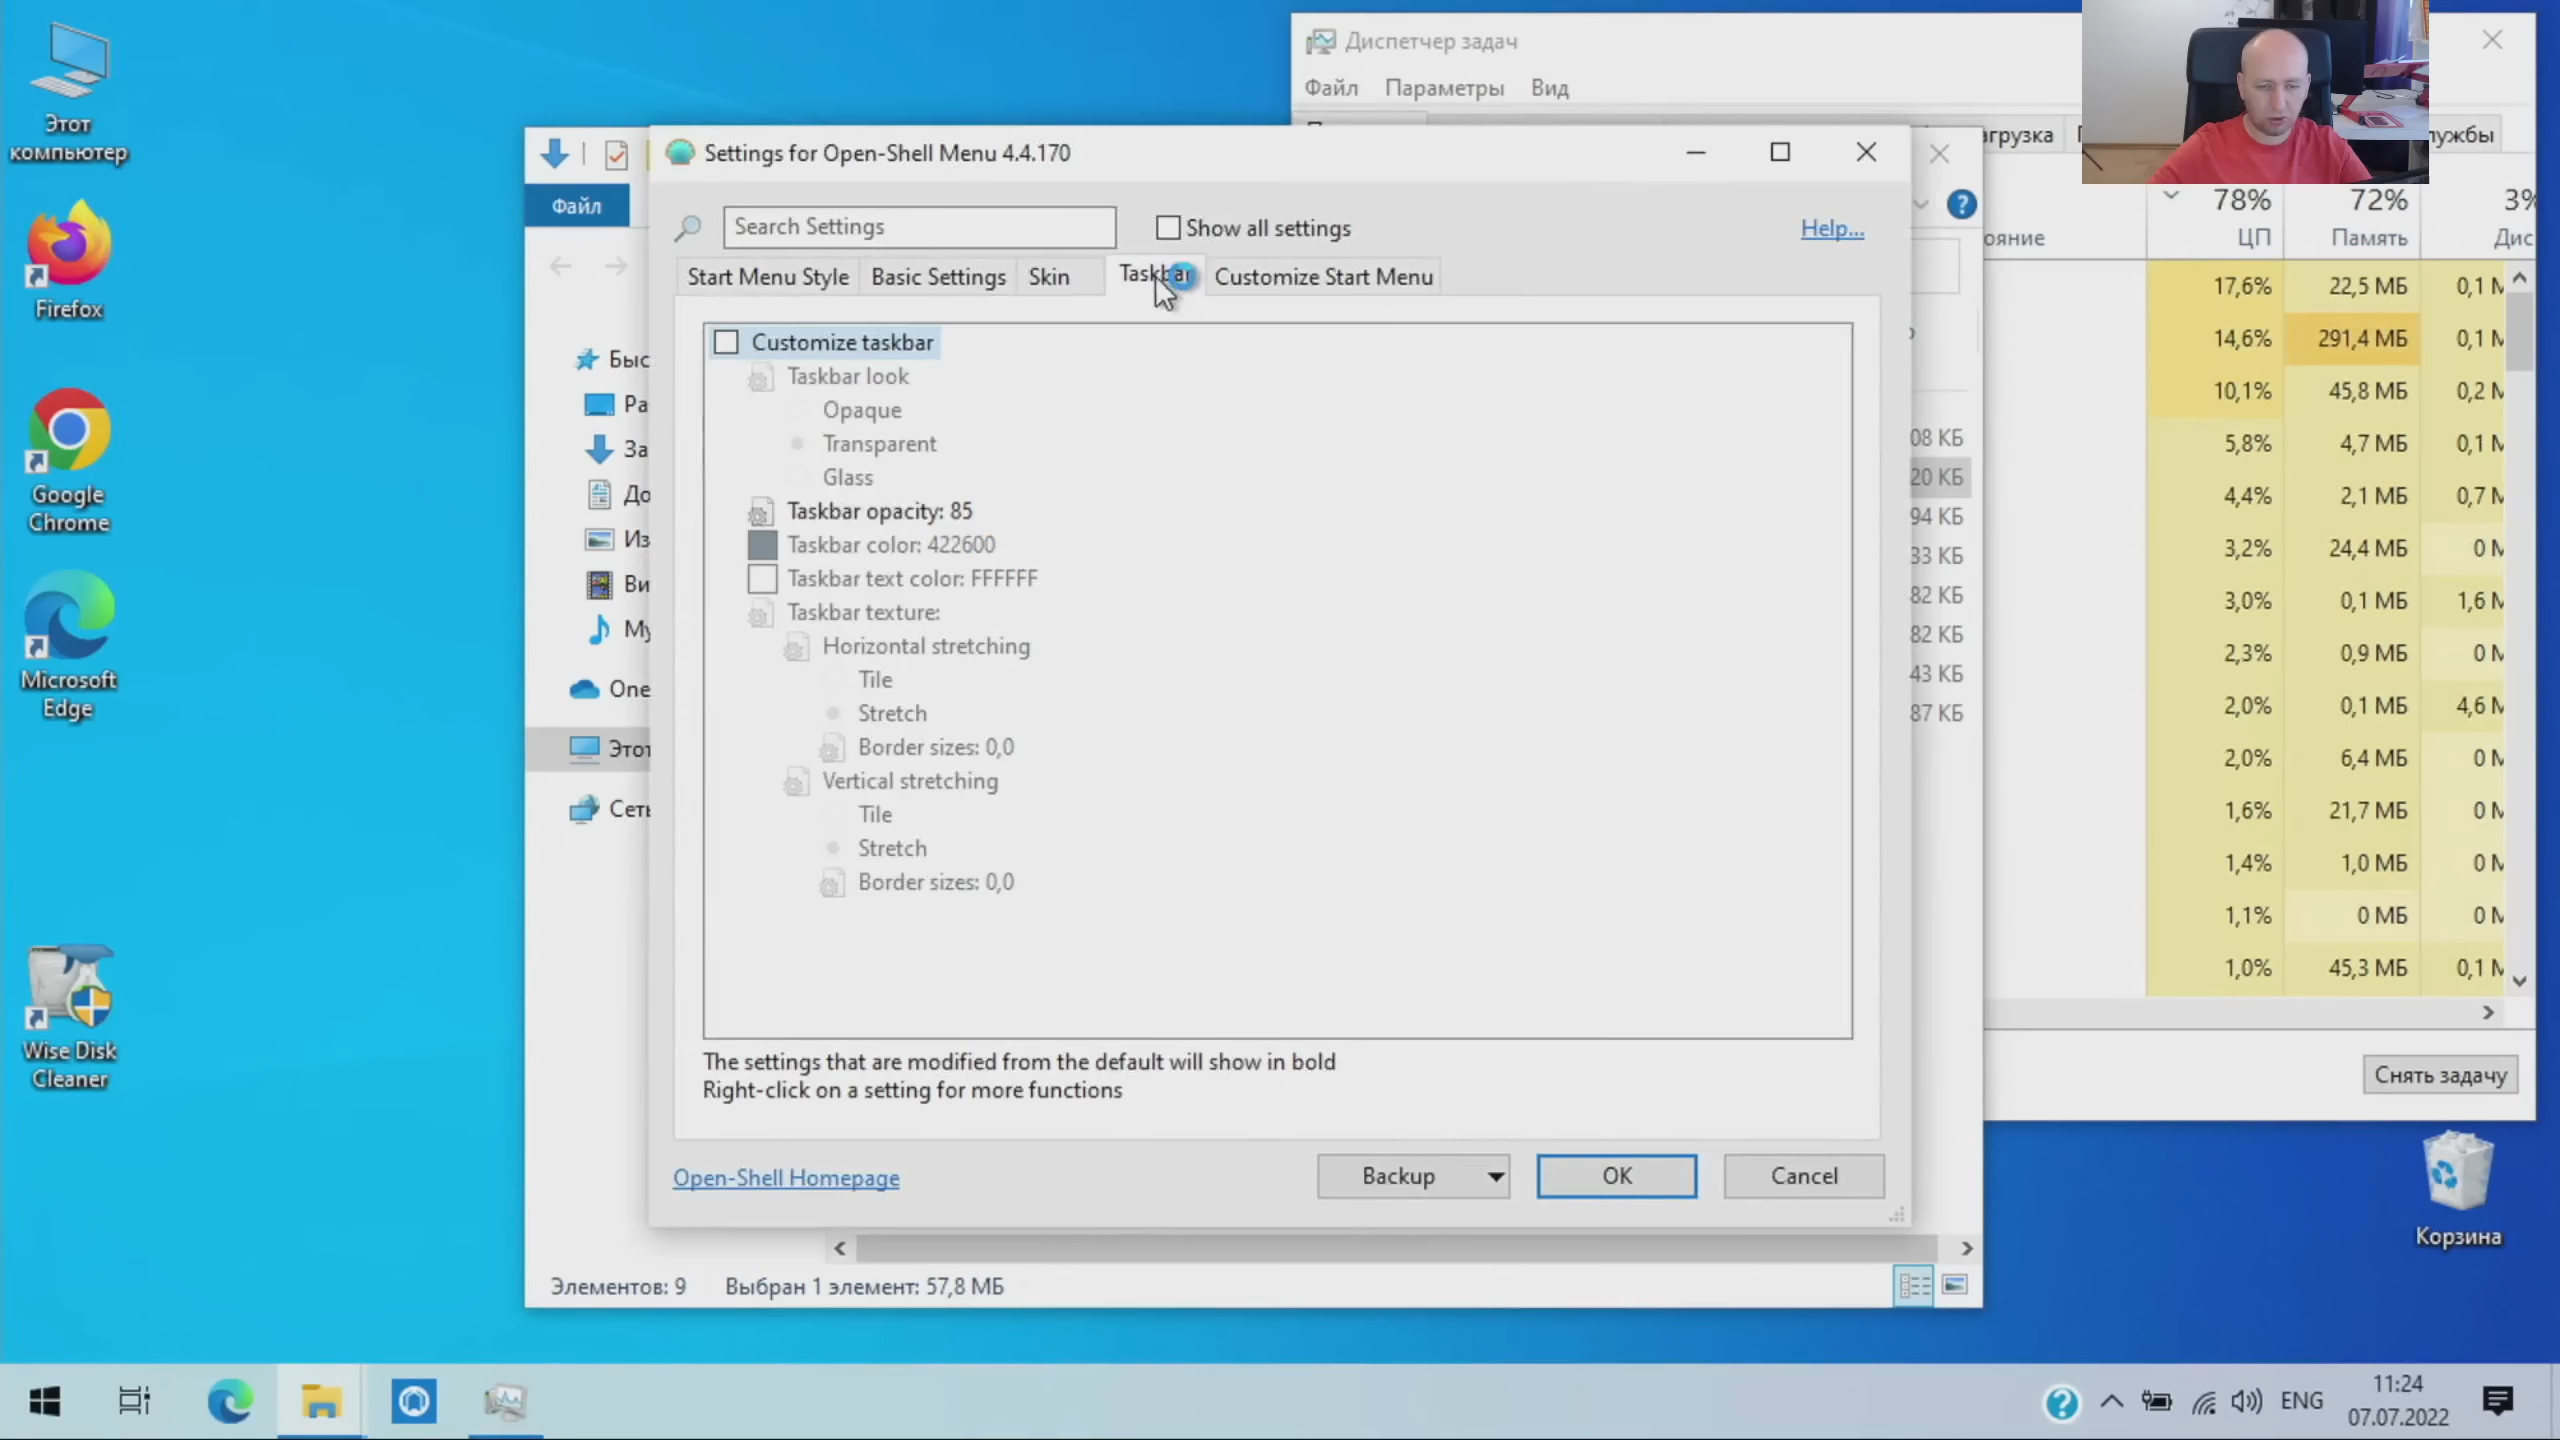 Этот
компьютер
Firefox
Google
Chrome
Microsoft
Edge
Wise Disk
Cleaner
Корзина
Диспетчер задач
Файл Параметры Вид
78% 72% 3%
ЦП Память
17,6% 22,5 МБ
14,6% 291,4 МБ
10,1% 45,8 МБ
5,8% 4,7 МБ
4,4% 2,1 МБ
3,2% 24,4 МБ
3,0% 0,1 МБ
2,3% 0,9 МБ
2,0% 0,1 МБ
2,0% 6,4 МБ
1,6% 21,7 МБ
1,4% 1,0 МБ
1,1% 0 МБ
1,0% 45,3 МБ
Снять задачу
Файл
Settings for Open-Shell Menu 4.4.170
Search Settings
Show all settings
Help...
Start Menu Style Basic Settings Skin Taskbar Customize Start Menu
Customize taskbar
Taskbar look
Opaque
Transparent
Glass
Taskbar opacity: 85
Taskbar color: 422600
Taskbar text color: FFFFFF
Taskbar texture:
Horizontal stretching
Tile
Stretch
Border sizes: 0,0
Vertical stretching
Tile
Stretch
Border sizes: 0,0
The settings that are modified from the default will show in bold
Right-click on a setting for more functions
Open-Shell Homepage
Backup OK Cancel
Элементов: 9 Выбран 1 элемент: 57,8 МБ
ENG
11:24
07.07.2022